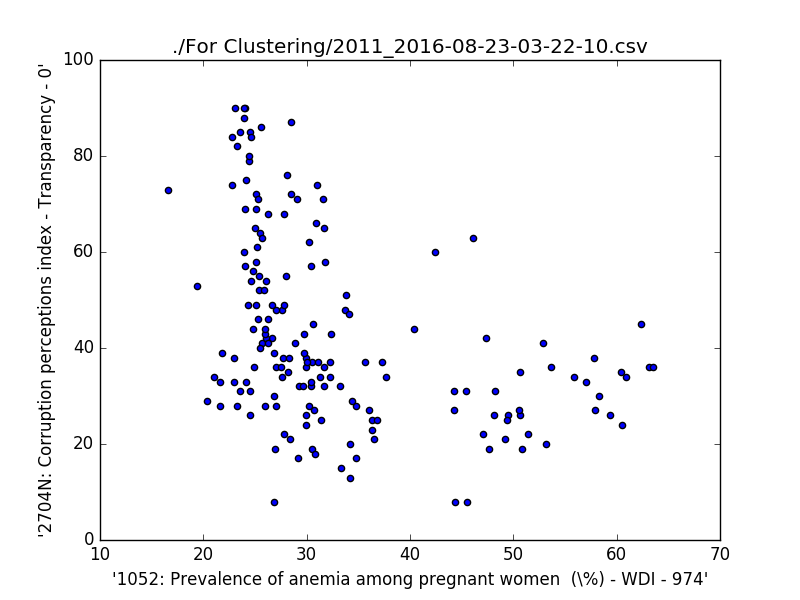 ./For Clustering/2011_2016-08-23-03-22-10.csv
'2704N: Corruption perceptions index - Transparency - 0'
100
80
60
40
20
0
10 20 30 40 50 60 70
'1052: Prevalence of anemia among pregnant women  (\%) - WDI - 974'